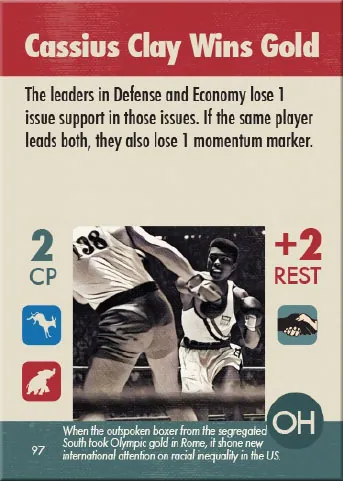 Cassius Clay Wins Gold
The leaders in Defense and Economy lose 1
issue support in those issues. If the same player
leads both, they also lose 1 momentum marker.
2
CP
138
+2
REST
OH
When the outspoken boxer from the segregated
South took Olympic gold in Rome, it shone new
international attention on racial inequality in the US.
97